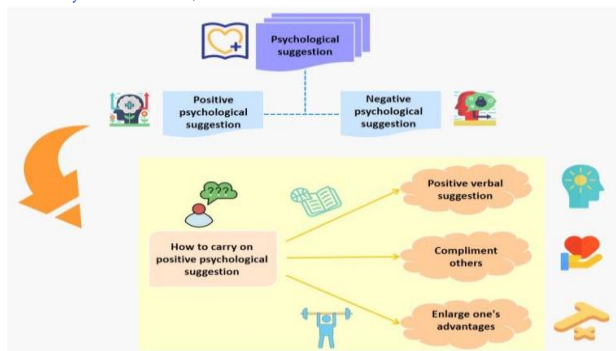 Psychological
suggestion
Positive
psychological
suggestion
Negative
psychological
suggestion
???
How to carry on
positive psychological
suggestion
Positive verbal
suggestion
Compliment
others
Enlarge one's
advantages